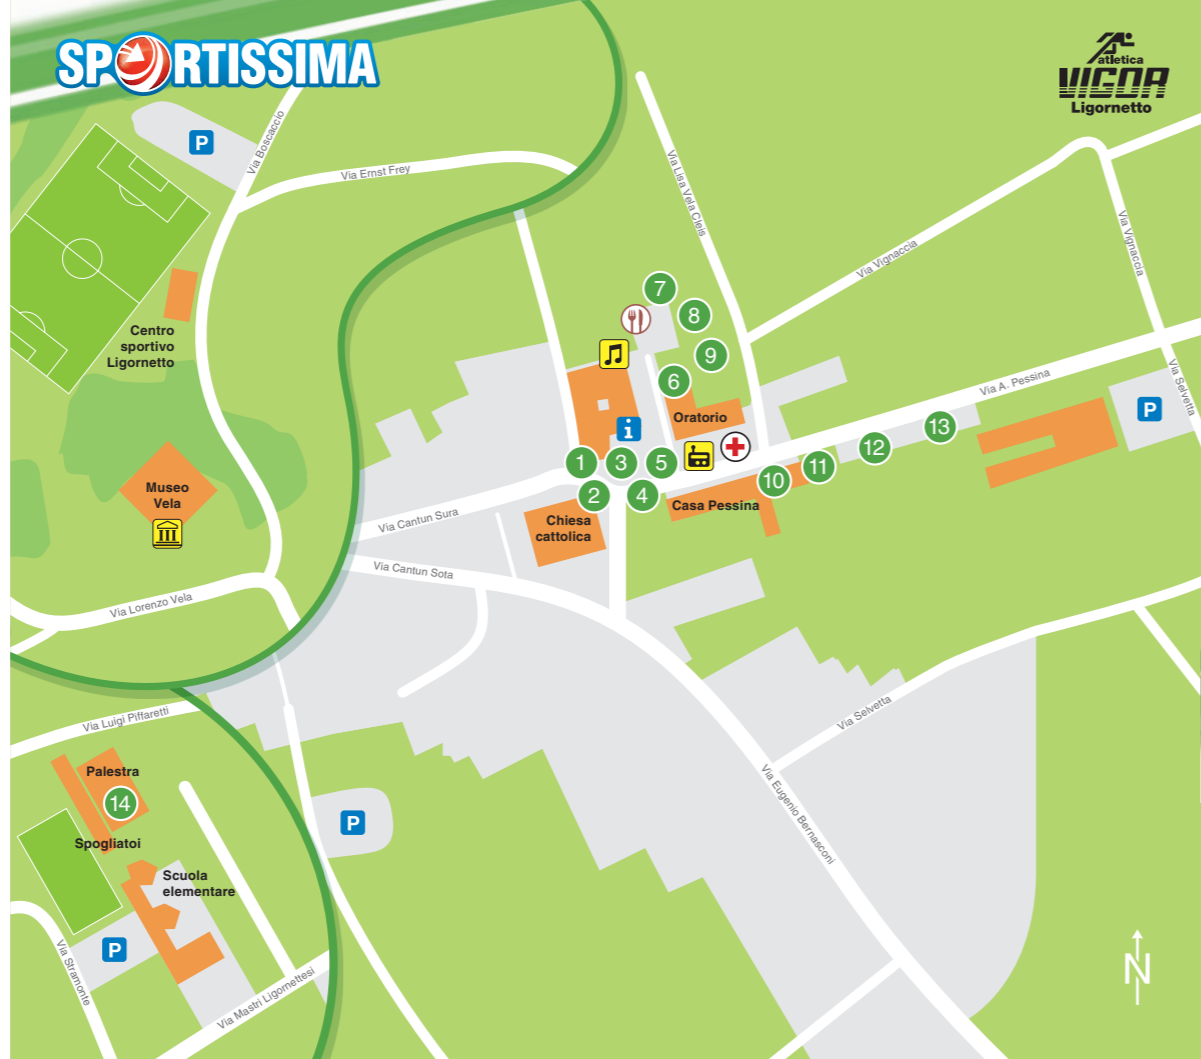 SPORTISSIMA
atletica
VIGOR
Ligornetto
P
Via Boscaccio
Via Ernst Frey
Via Lisa Vela Cleis
Via Vignaccia
Via Vignaccia
Centro
sportivo
Ligornetto
7
8
9
6
Oratorio
i
Via A. Pessina
Via Selvetta
P
13
12
11
10
1
3
5
2
4
Casa Pessina
Museo
Vela
Via Cantun Sura
Chiesa
cattolica
Via Cantun Sota
Via Lorenzo Vela
Via Luigi Piffaretti
Via Selvetta
Palestra
14
Spogliatoi
P
Via Eugenio Bernasconi
Scuola
elementare
P
Via Stramonte
Via Mastri Ligornettesi
N